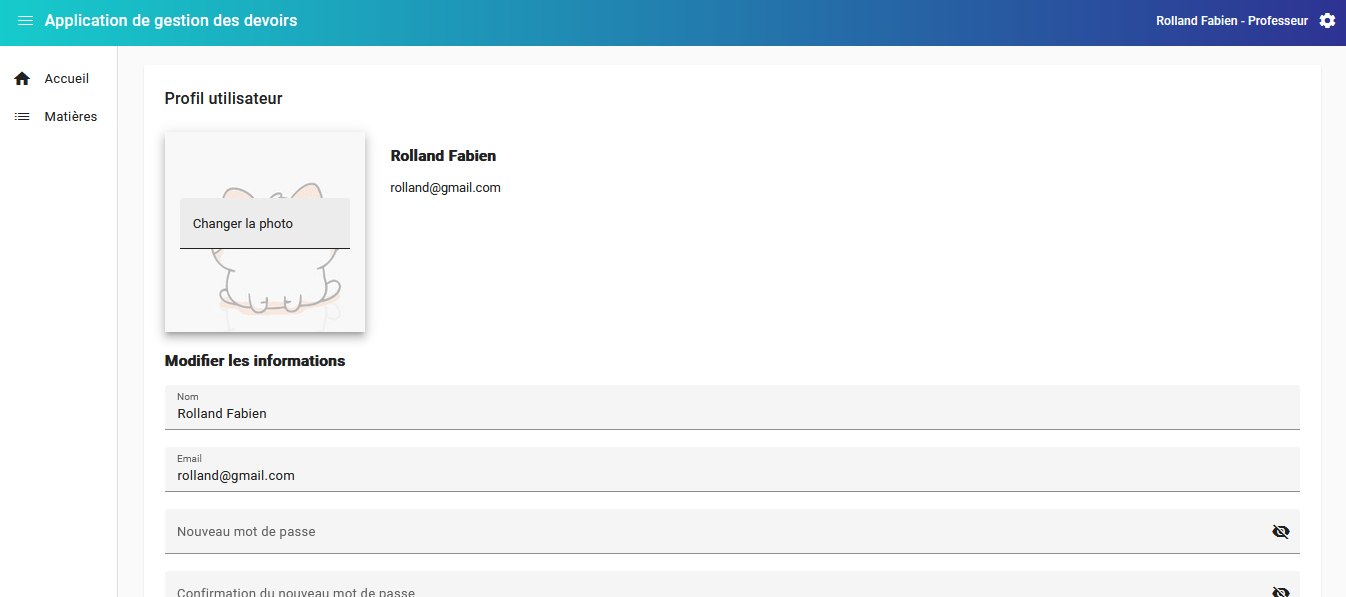 Application de gestion des devoirs
Rolland Fabien - Professeur
Accueil
Matières
Profil utilisateur
Rolland Fabien
rolland@gmail.com
Changer la photo
Modifier les informations
Nom
Rolland Fabien
Email
rolland@gmail.com
Nouveau mot de passe
Confirmation du nouveau mot de passe